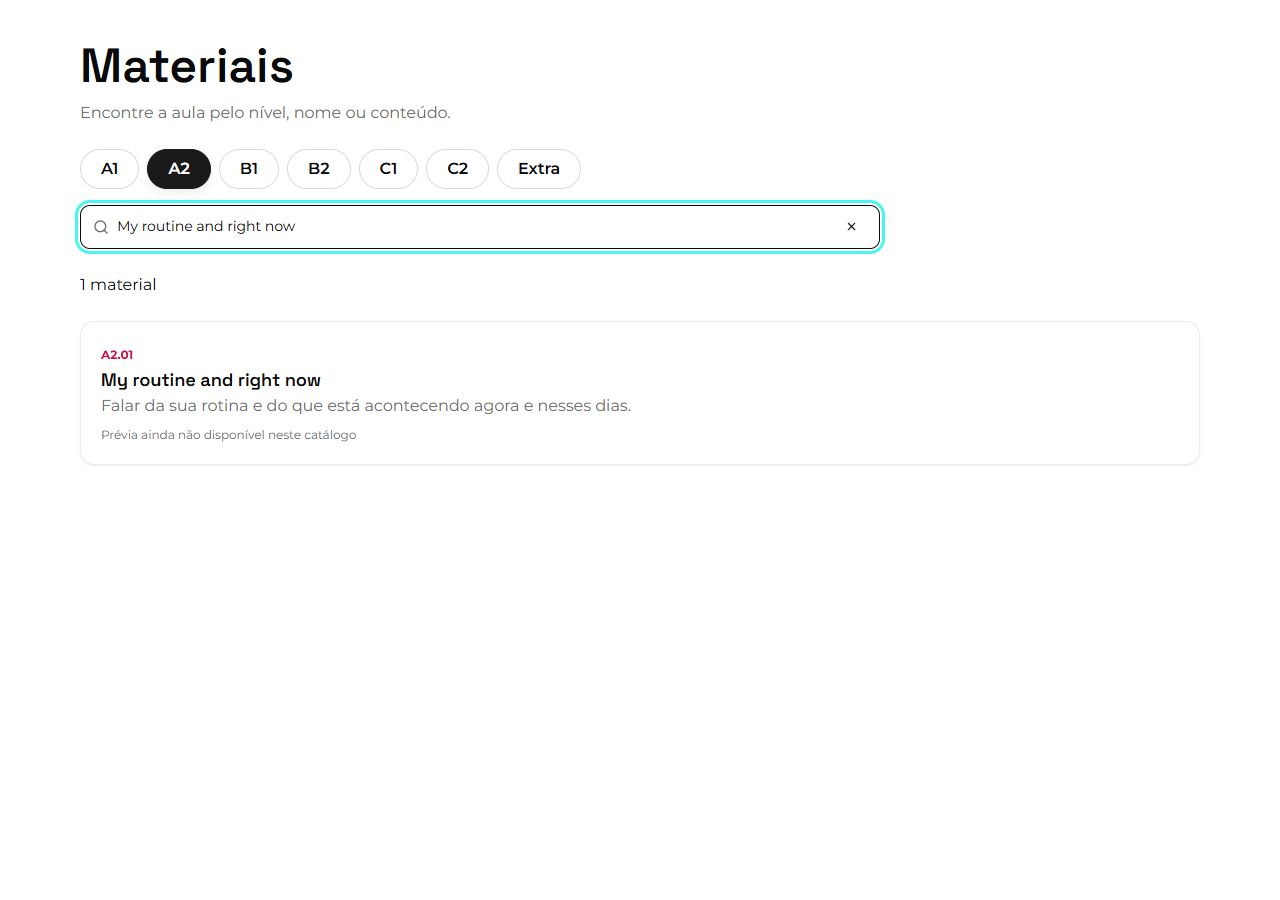 Materiais
Encontre a aula pelo nível, nome ou conteúdo.
A1 A2 B1 B2 C1 C2 Extra
My routine and right now ×
1 material
A2.01
My routine and right now
Falar da sua rotina e do que está acontecendo agora e nesses dias.
Prévia ainda não disponível neste catálogo